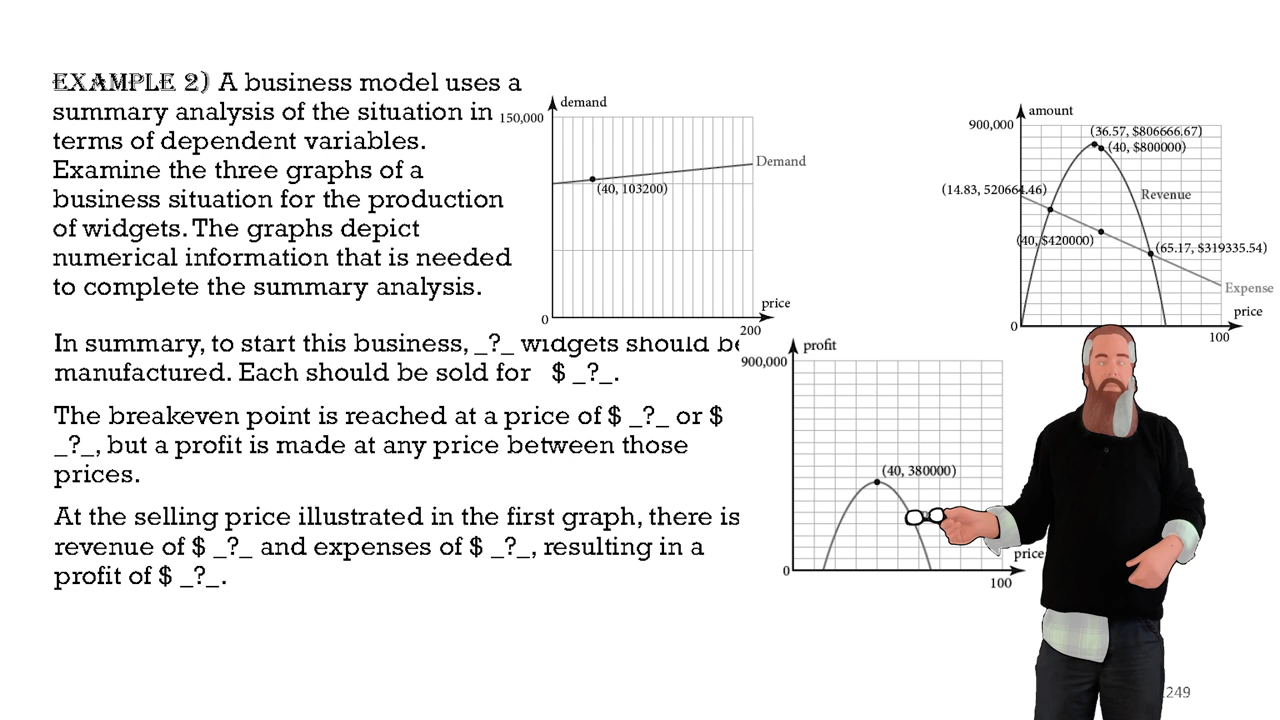 EXAMPLE 2) A business model uses a
summary analysis of the situation in
terms of dependent variables.
Examine the three graphs of a
business situation for the production
of widgets. The graphs depict
numerical information that is needed
to complete the summary analysis.
demand
150,000
Demand
(40, 103200)
price
0
200
amount
900,000
(36.57, $806666.67)
(40, $800000)
(14.83, 520664.46)
Revenue
(40, $420000)
(65.17, $319335.54)
Expense
price
0
100
In summary, to start this business, _?_ widgets should be
manufactured. Each should be sold for $ _?_.
The breakeven point is reached at a price of $ _?_ or $
_?_, but a profit is made at any price between those
prices.
At the selling price illustrated in the first graph, there is
revenue of $ _?_ and expenses of $ _?_, resulting in a
profit of $ _?_.
profit
900,000
(40, 380000)
price
0
100
249